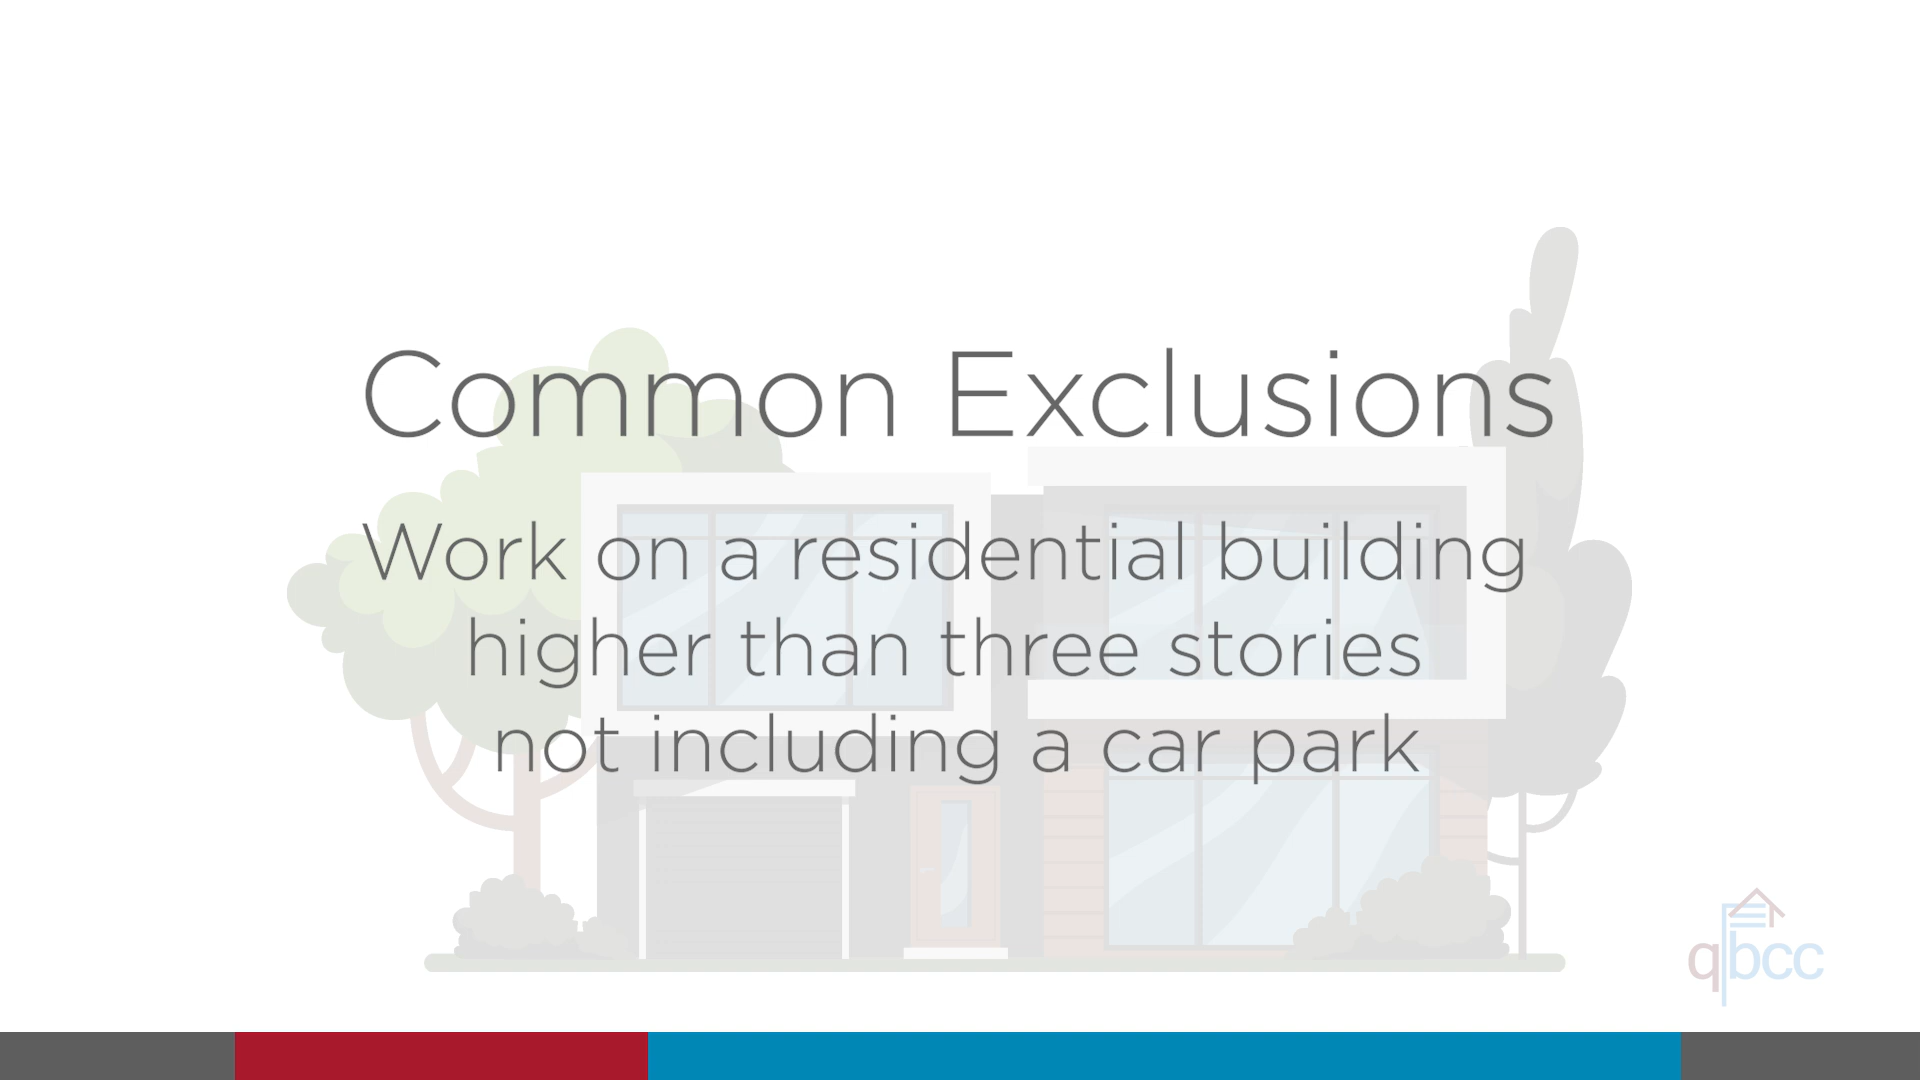 Common Exclusions
Work on a residential building
higher than three stories
not including a car park
qbcc